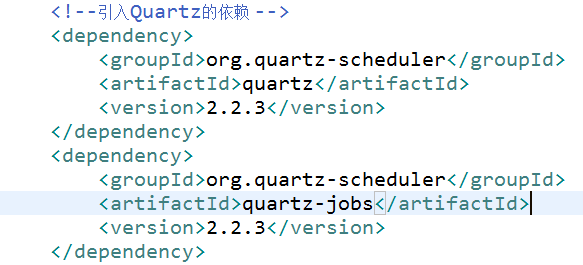 <!--引入Quartz的依赖 -->
<dependency>
<groupId>org.quartz-scheduler</groupId>
<artifactId>quartz</artifactId>
<version>2.2.3</version>
</dependency>
<dependency>
<groupId>org.quartz-scheduler</groupId>
<artifactId>quartz-jobs</artifactId>
<version>2.2.3</version>
</dependency>